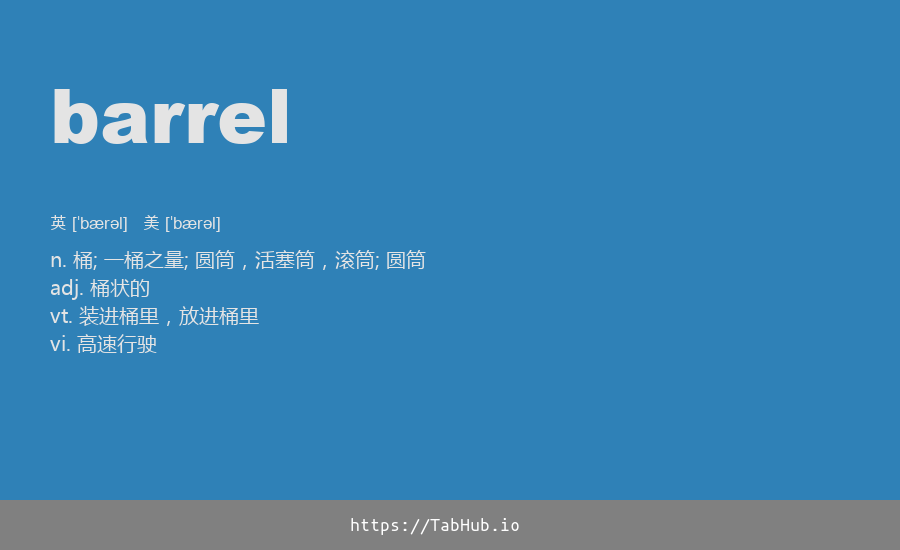 barrel
英 [ˈbærəl] 美 [ˈbærəl]
n. 桶; 一桶之量; 圆筒，活塞筒，滚筒; 圆筒
adj. 桶状的
vt. 装进桶里，放进桶里
vi. 高速行驶
https://TabHub.io